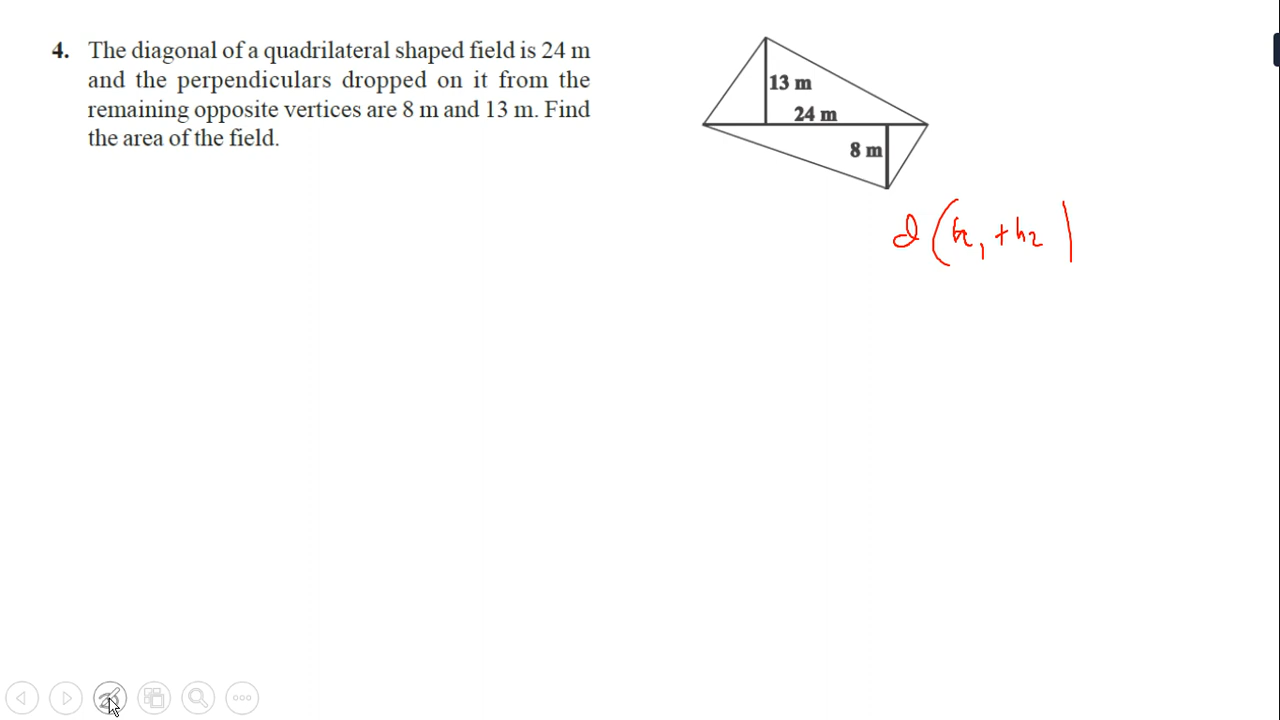 4. The diagonal of a quadrilateral shaped field is 24 m
and the perpendiculars dropped on it from the
remaining opposite vertices are 8 m and 13 m. Find
the area of the field.
13 m
24 m
8 m
d(h1+h2)